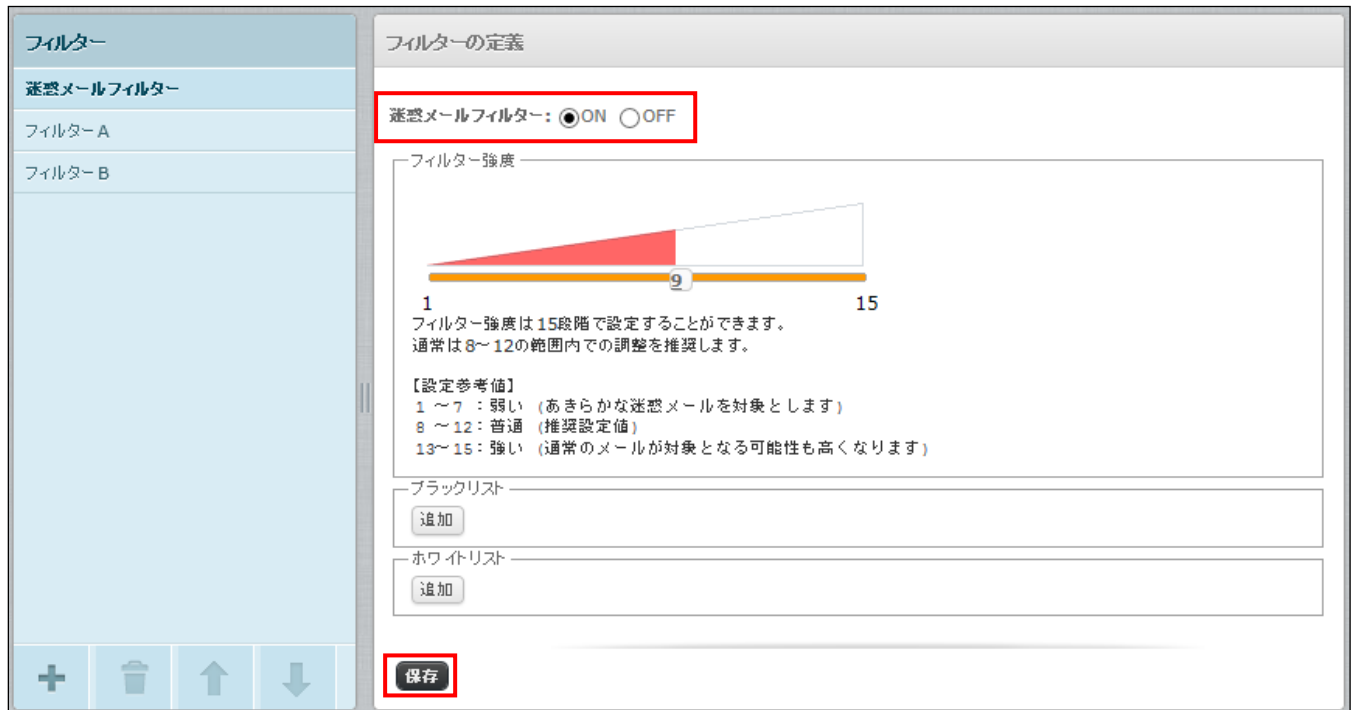 フィルター
迷惑メールフィルター
フィルターA
フィルターB
フィルターの定義
迷惑メールフィルター: ON OFF
フィルター強度
9
1 15
フィルター強度は15段階で設定することができます。
通常は8~12の範囲内での調整を推奨します。
【設定参考値】
1 ~7 : 弱い (あきらかな迷惑メールを対象とします)
8 ~12: 普通 (推奨設定値)
13~15: 強い (通常のメールが対象となる可能性も高くなります)
ブラックリスト
追加
ホワイトリスト
追加
保存